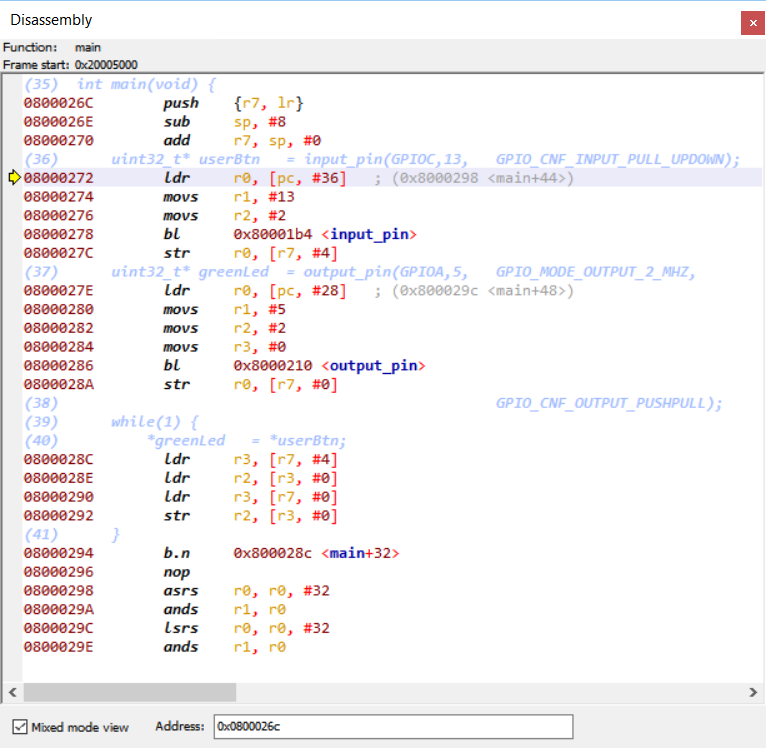 Disassembly
Function: main
Frame start: 0x20005000
(35) int main(void) {
0800026C push {r7, lr}
0800026E sub sp, #8
08000270 add r7, sp, #0
(36) uint32_t* userBtn = input_pin(GPIOC,13, GPIO_CNF_INPUT_PULL_UPDOWN);
08000272 ldr r0, [pc, #36] ; (0x8000298 <main+44>)
08000274 movs r1, #13
08000276 movs r2, #2
08000278 bl 0x80001b4 <input_pin>
0800027C str r0, [r7, #4]
(37) uint32_t* greenLed = output_pin(GPIOA,5, GPIO_MODE_OUTPUT_2_MHZ,
0800027E ldr r0, [pc, #28] ; (0x800029c <main+48>)
08000280 movs r1, #5
08000282 movs r2, #2
08000284 movs r3, #0
08000286 bl 0x8000210 <output_pin>
0800028A str r0, [r7, #0]
(38) GPIO_CNF_OUTPUT_PUSHPULL);
(39) while(1) {
(40) *greenLed = *userBtn;
0800028C ldr r3, [r7, #4]
0800028E ldr r2, [r3, #0]
08000290 ldr r3, [r7, #0]
08000292 str r2, [r3, #0]
(41) }
08000294 b.n 0x800028c <main+32>
08000296 nop
08000298 asrs r0, r0, #32
0800029A ands r1, r0
0800029C lsrs r0, r0, #32
0800029E ands r1, r0
Mixed mode view Address: 0x0800026c